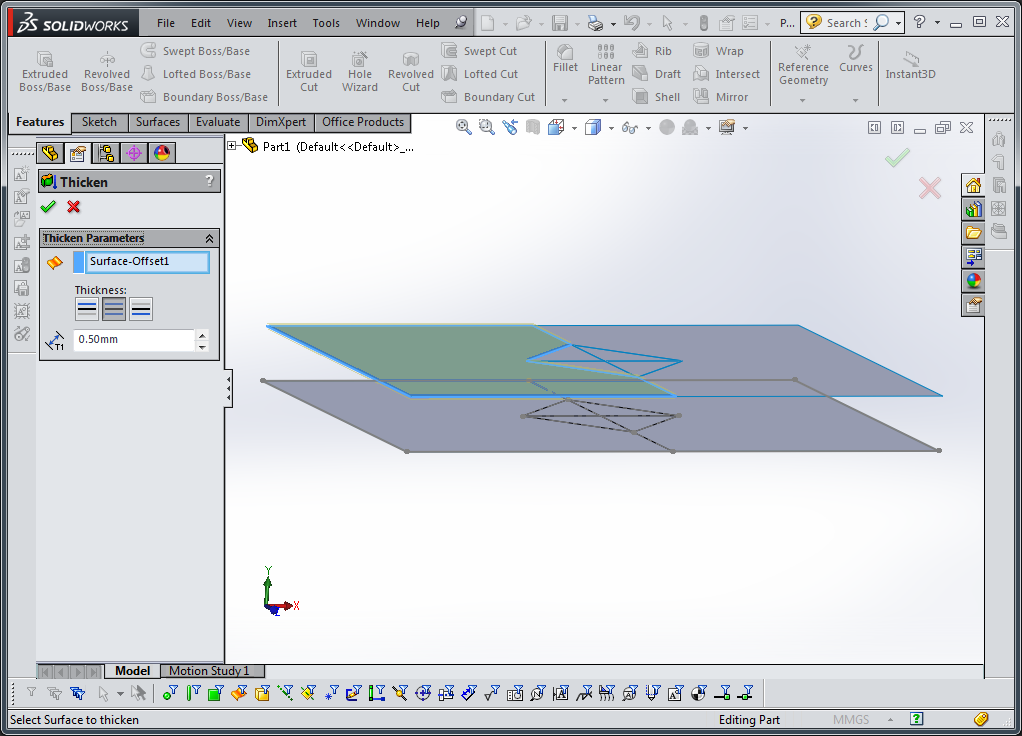 SOLIDWORKS File Edit View Insert Tools Window Help P... Search
Extruded Boss/Base
Revolved Boss/Base
Swept Boss/Base
Lofted Boss/Base
Boundary Boss/Base
Extruded Cut
Hole Wizard
Revolved Cut
Swept Cut
Lofted Cut
Boundary Cut
Fillet
Linear Pattern
Rib
Draft
Shell
Wrap
Intersect
Mirror
Reference Geometry
Curves
Instant3D
Features Sketch Surfaces Evaluate DimXpert Office Products
Part1 (Default<<Default>_...
Thicken ?
Thicken Parameters
Surface-Offset1
Thickness:
T1 0.50mm
Y
X
Z
Model Motion Study 1
Select Surface to thicken Editing Part MMGS ?